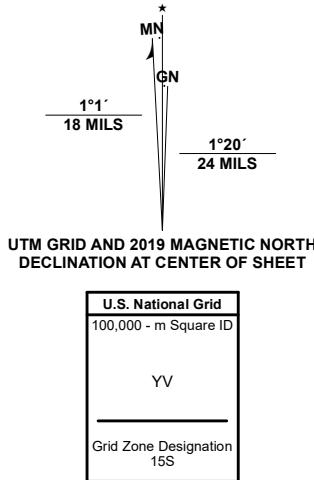 ★
MN
GN
1°1´
18 MILS
1°20´
24 MILS
UTM GRID AND 2019 MAGNETIC NORTH
DECLINATION AT CENTER OF SHEET
U.S. National Grid
100,000 - m Square ID
YV
Grid Zone Designation
15S